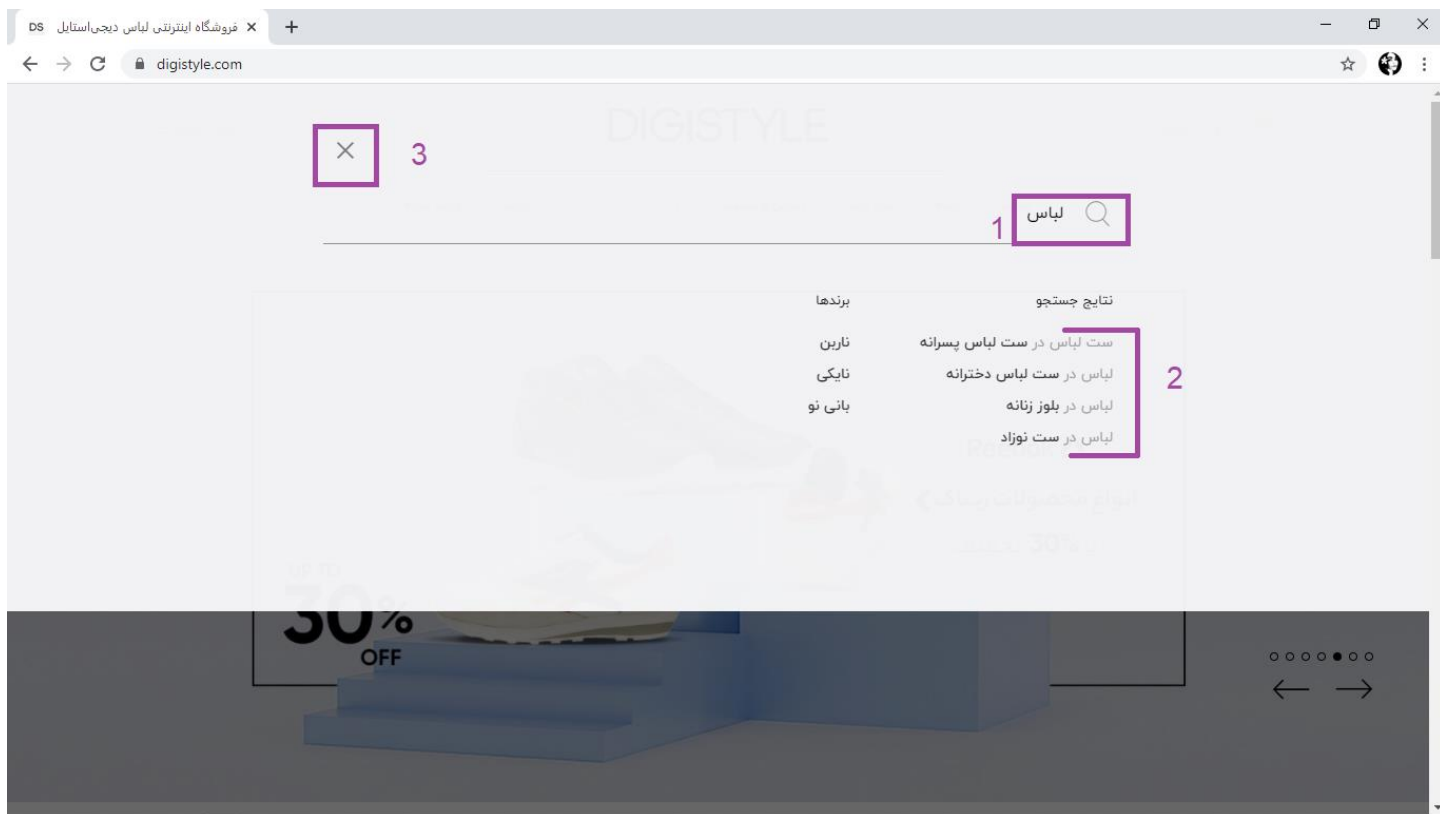 فروشگاه اینترنتی لباس دیجی‌استایل DS
digistyle.com
DIGISTYLE
3
لباس
1
نتایج جستجو
برندها
ست لباس در ست لباس پسرانه
نارین
لباس در ست لباس دخترانه
نایکی
2
لباس در بلوز زنانه
بانی نو
لباس در ست نوزاد
UP TO
30%
OFF